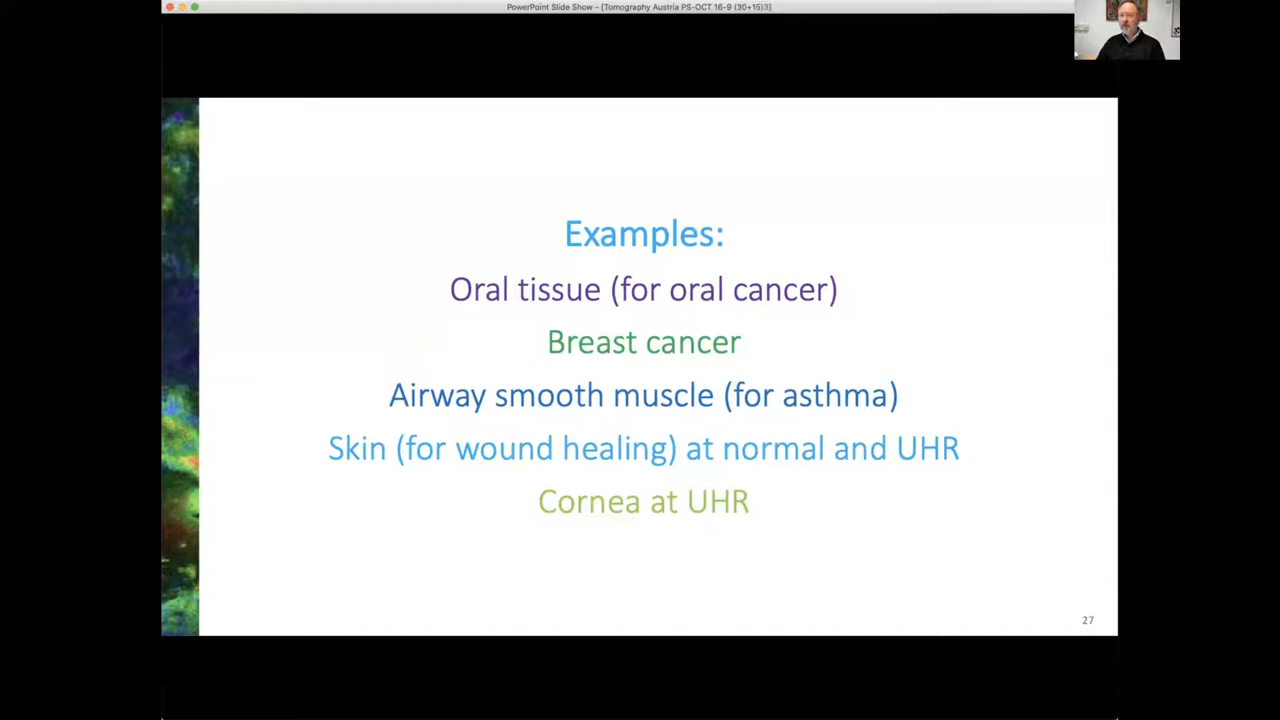 PowerPoint Slide Show – [Tomography Austria PS-OCT 16-9 (30+15)3]
Examples:
Oral tissue (for oral cancer)
Breast cancer
Airway smooth muscle (for asthma)
Skin (for wound healing) at normal and UHR
Cornea at UHR
27